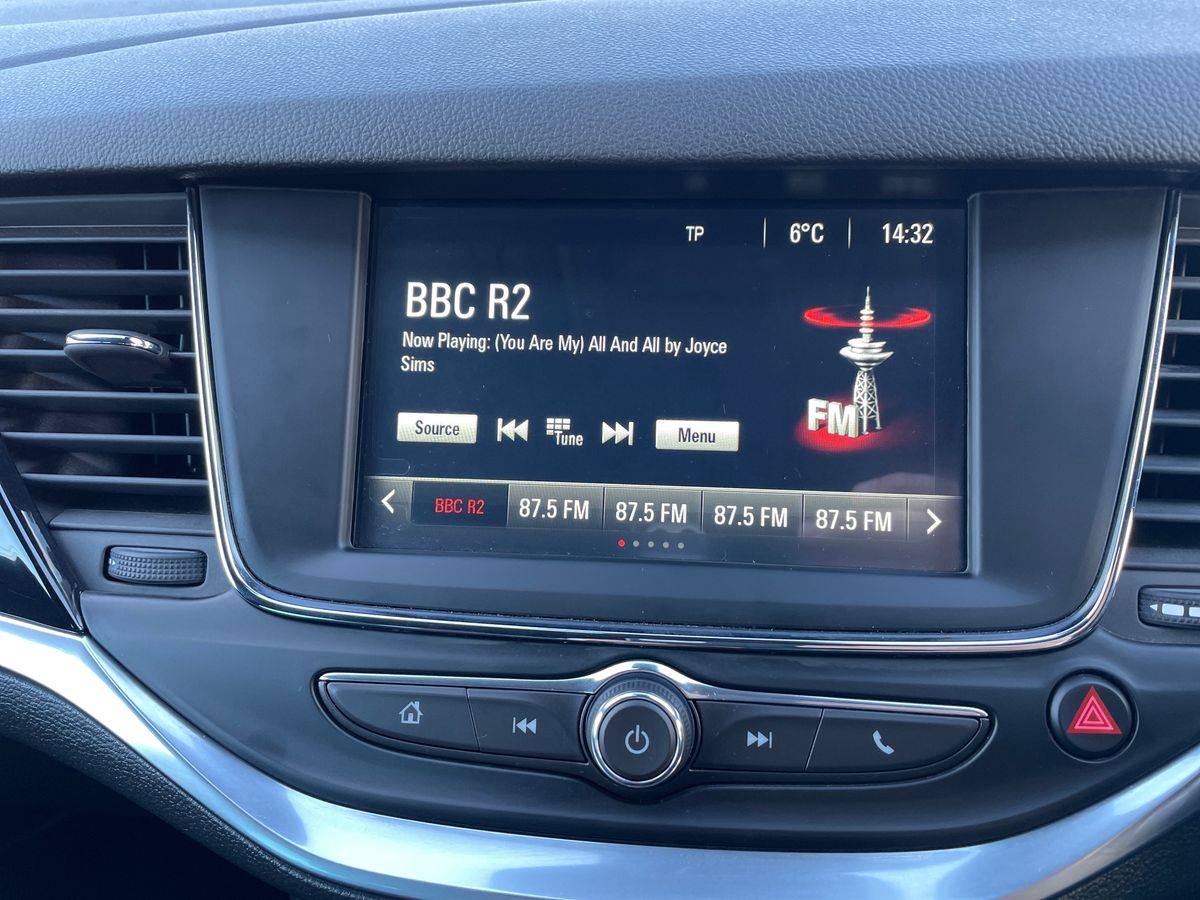 TP 6°C 14:32
BBC R2
Now Playing: (You Are My) All And All by Joyce
Sims
FM
Source Tune Menu
BBC R2 87.5 FM 87.5 FM 87.5 FM 87.5 FM